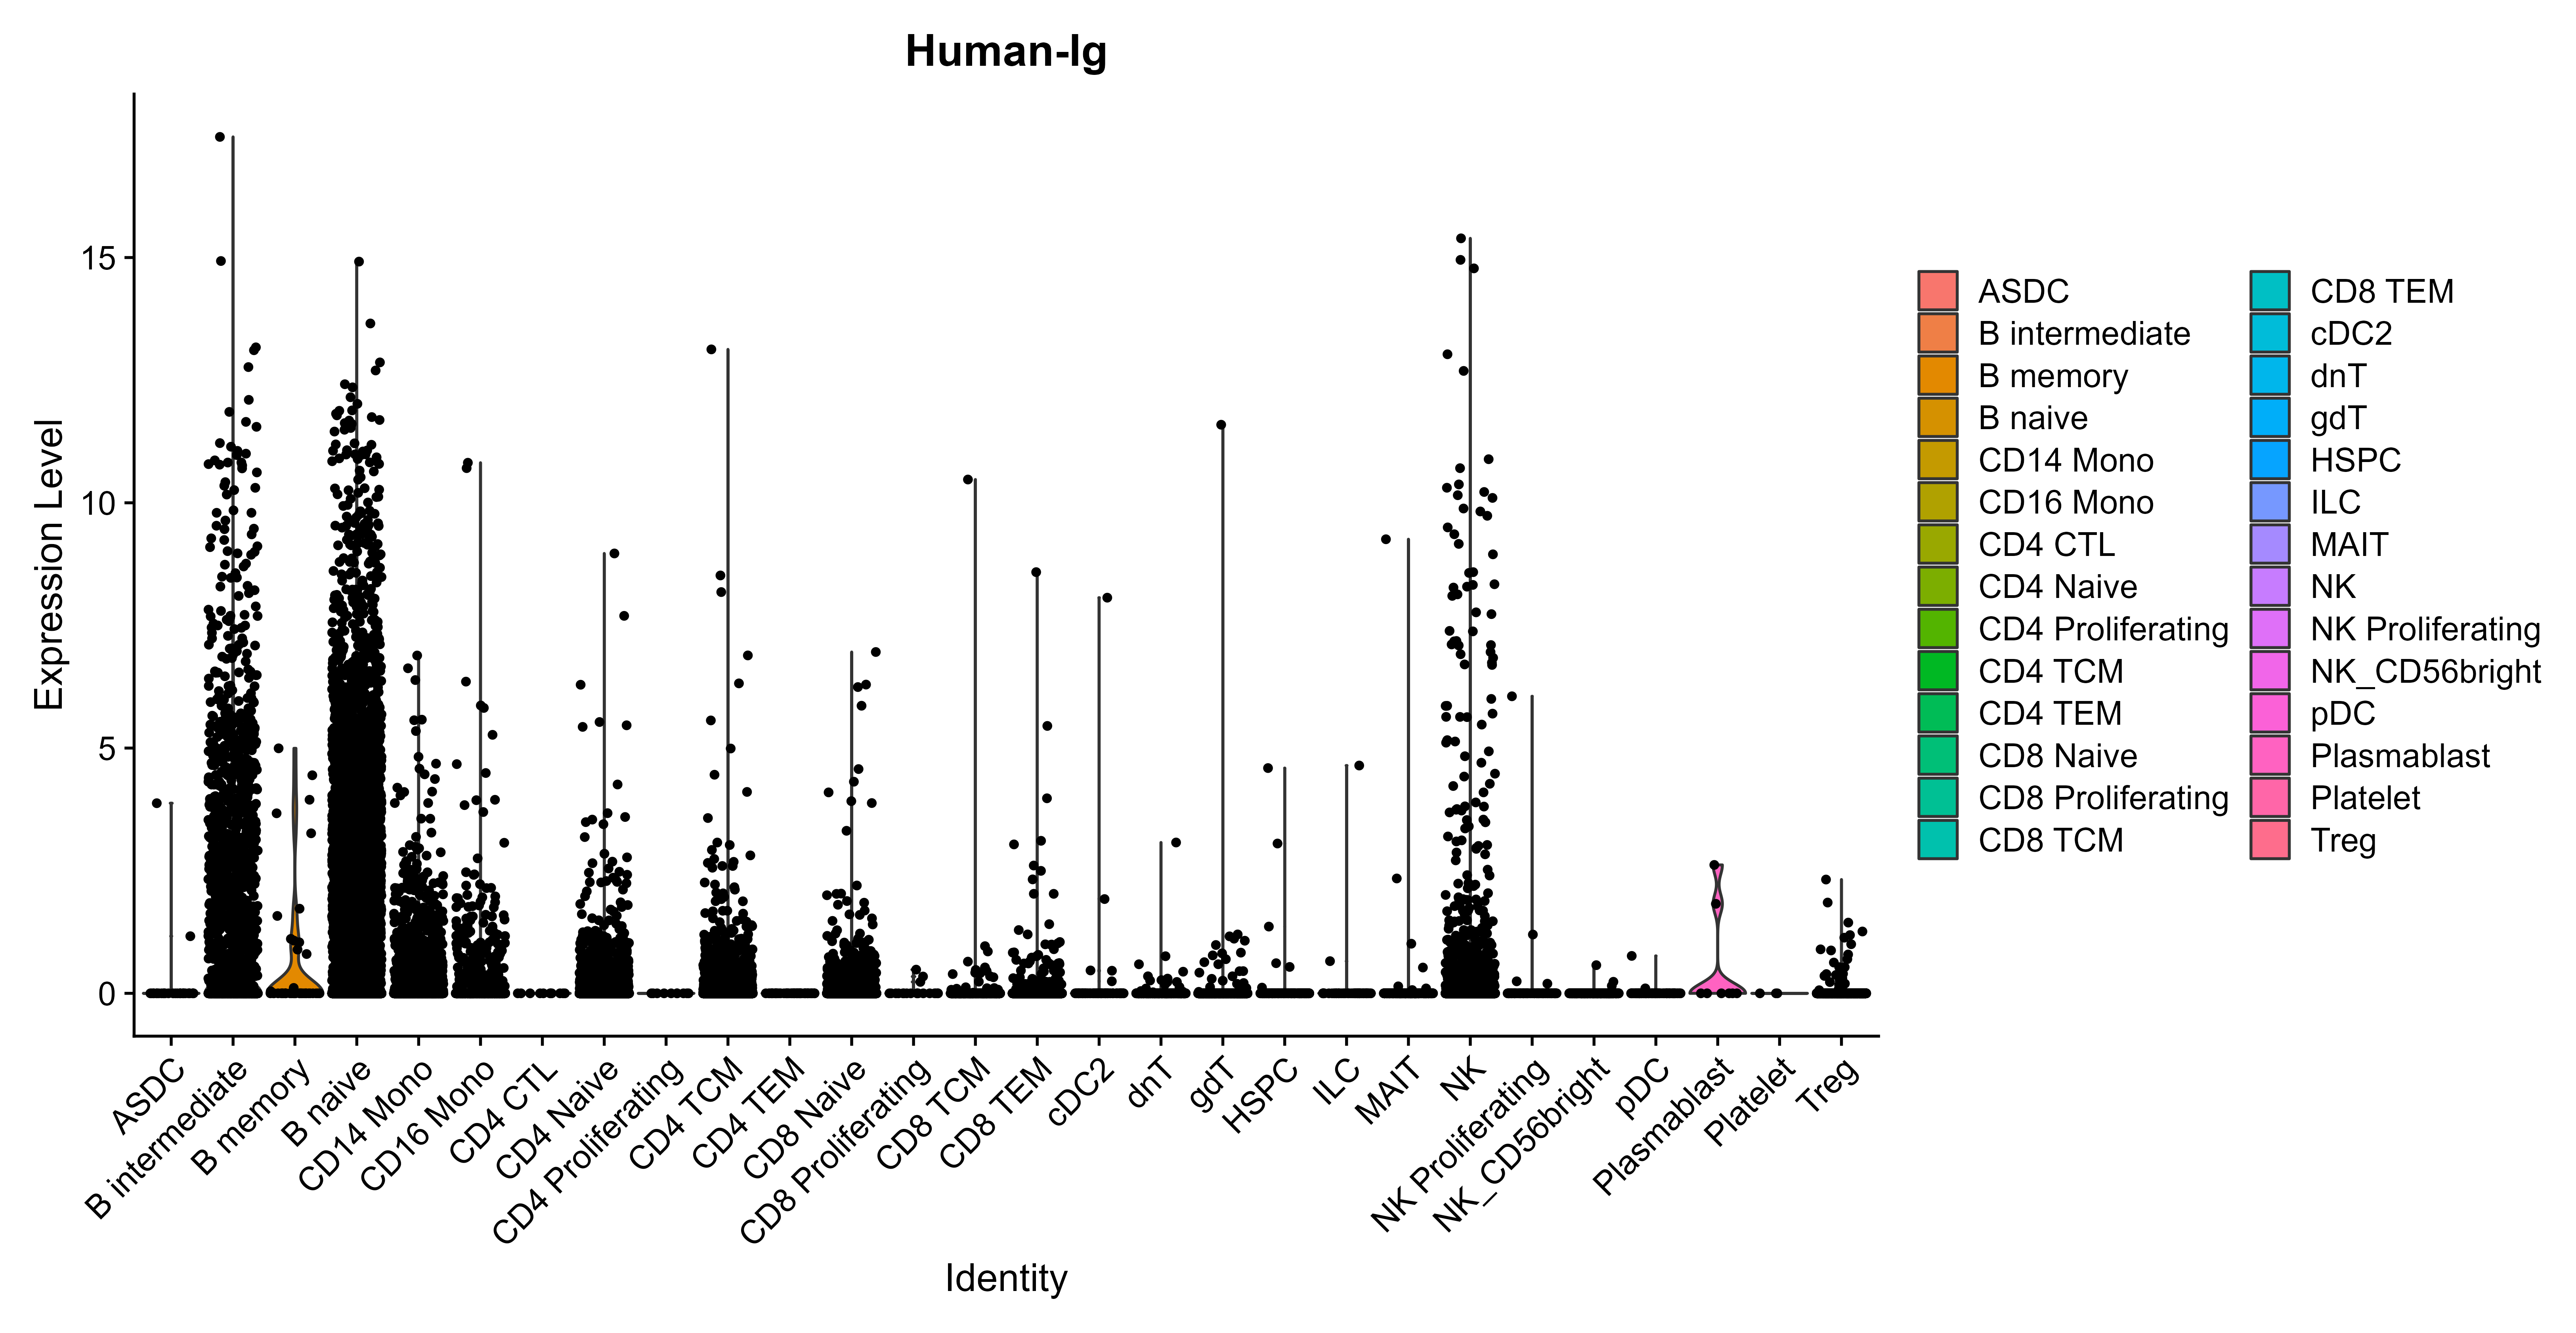 Human-Ig
Expression Level
15
10
5
0
ASDC
B intermediate
B memory
B naive
CD14 Mono
CD16 Mono
CD4 CTL
CD4 Naive
CD4 Proliferating
CD4 TCM
CD4 TEM
CD8 Naive
CD8 Proliferating
CD8 TCM
CD8 TEM
cDC2
dnT
gdT
HSPC
ILC
MAIT
NK
NK Proliferating
NK_CD56bright
pDC
Plasmablast
Platelet
Treg
Identity
ASDC
B intermediate
B memory
B naive
CD14 Mono
CD16 Mono
CD4 CTL
CD4 Naive
CD4 Proliferating
CD4 TCM
CD4 TEM
CD8 Naive
CD8 Proliferating
CD8 TCM
CD8 TEM
cDC2
dnT
gdT
HSPC
ILC
MAIT
NK
NK Proliferating
NK_CD56bright
pDC
Plasmablast
Platelet
Treg